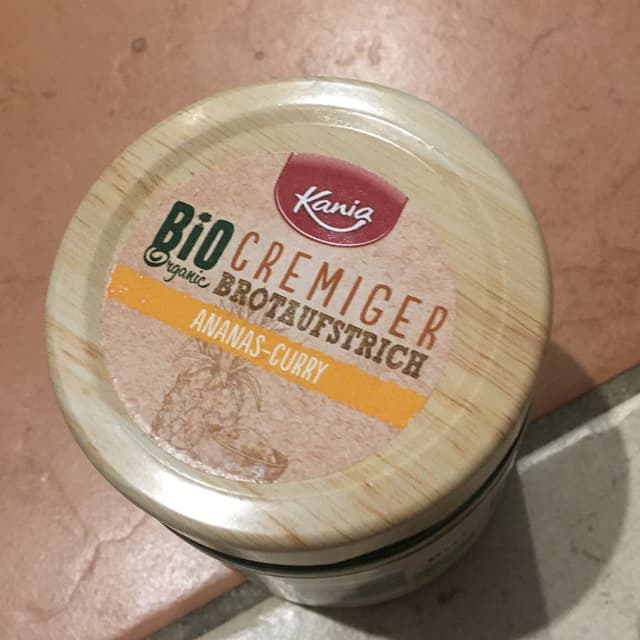 Kania
BiO
Organic
CREMIGER
BROTAUFSTRICH
ANANAS-CURRY